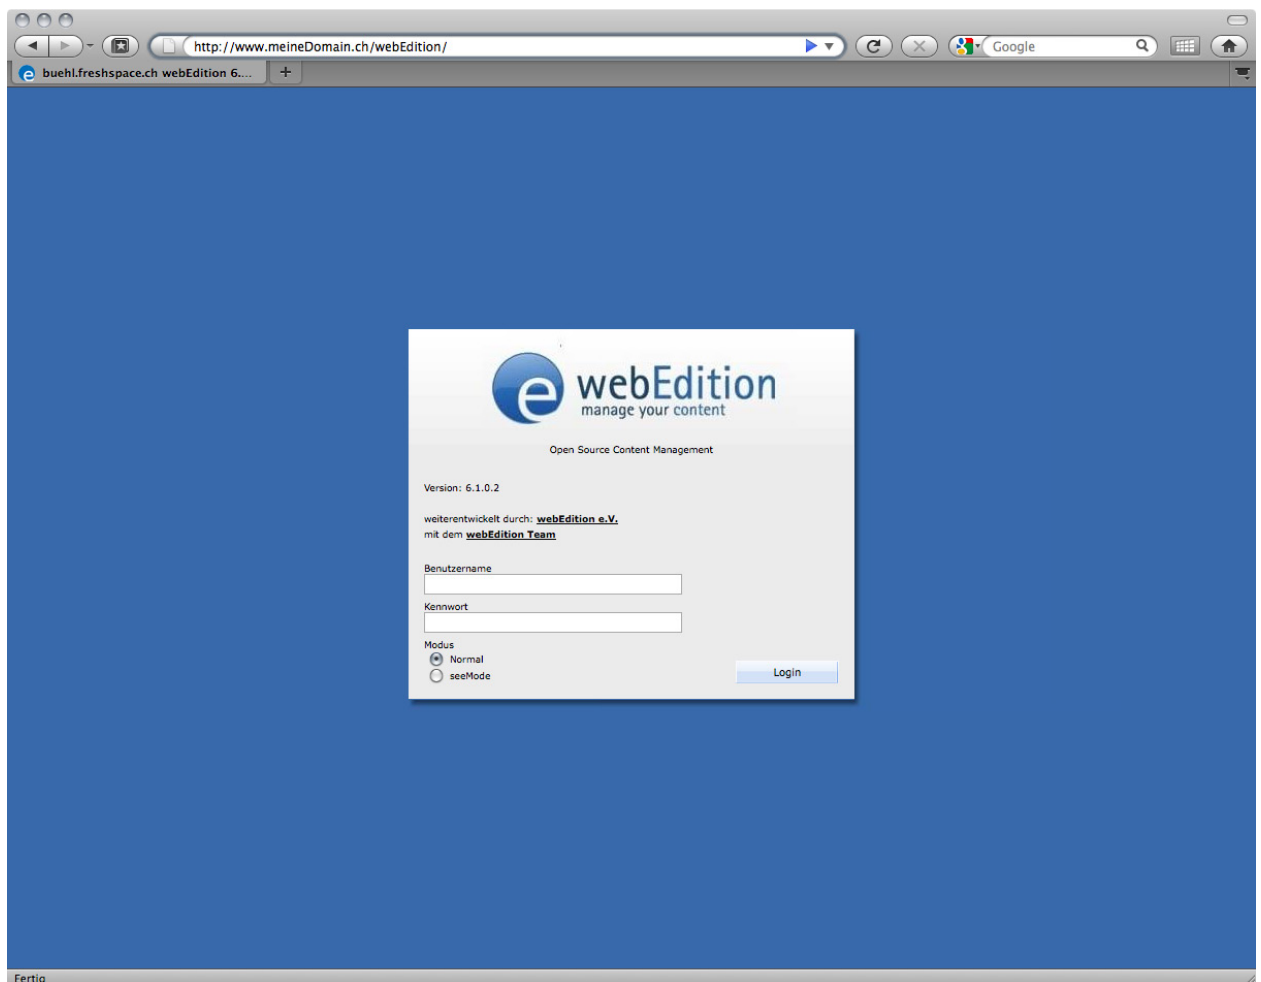 http://www.meineDomain.ch/webEdition/
Google
buehl.freshspace.ch webEdition 6....
e webEdition
manage your content
Open Source Content Management
Version: 6.1.0.2
weiterentwickelt durch: webEdition e.V.
mit dem webEdition Team
Benutzername
Kennwort
Modus
Normal
seeMode
Login
Fertig